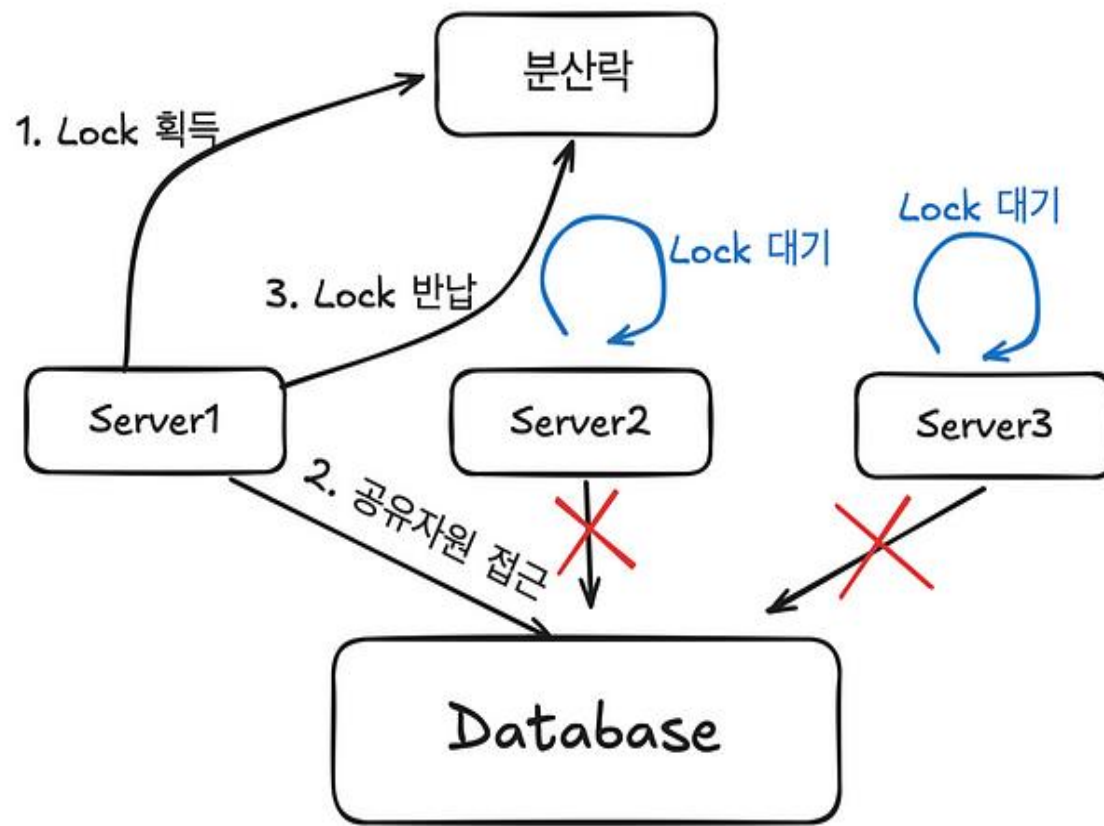 분산락
1. Lock 획득
Lock 대기
Lock 대기
3. Lock 반납
Server1
Server2
Server3
2. 공유자원 접근
Database